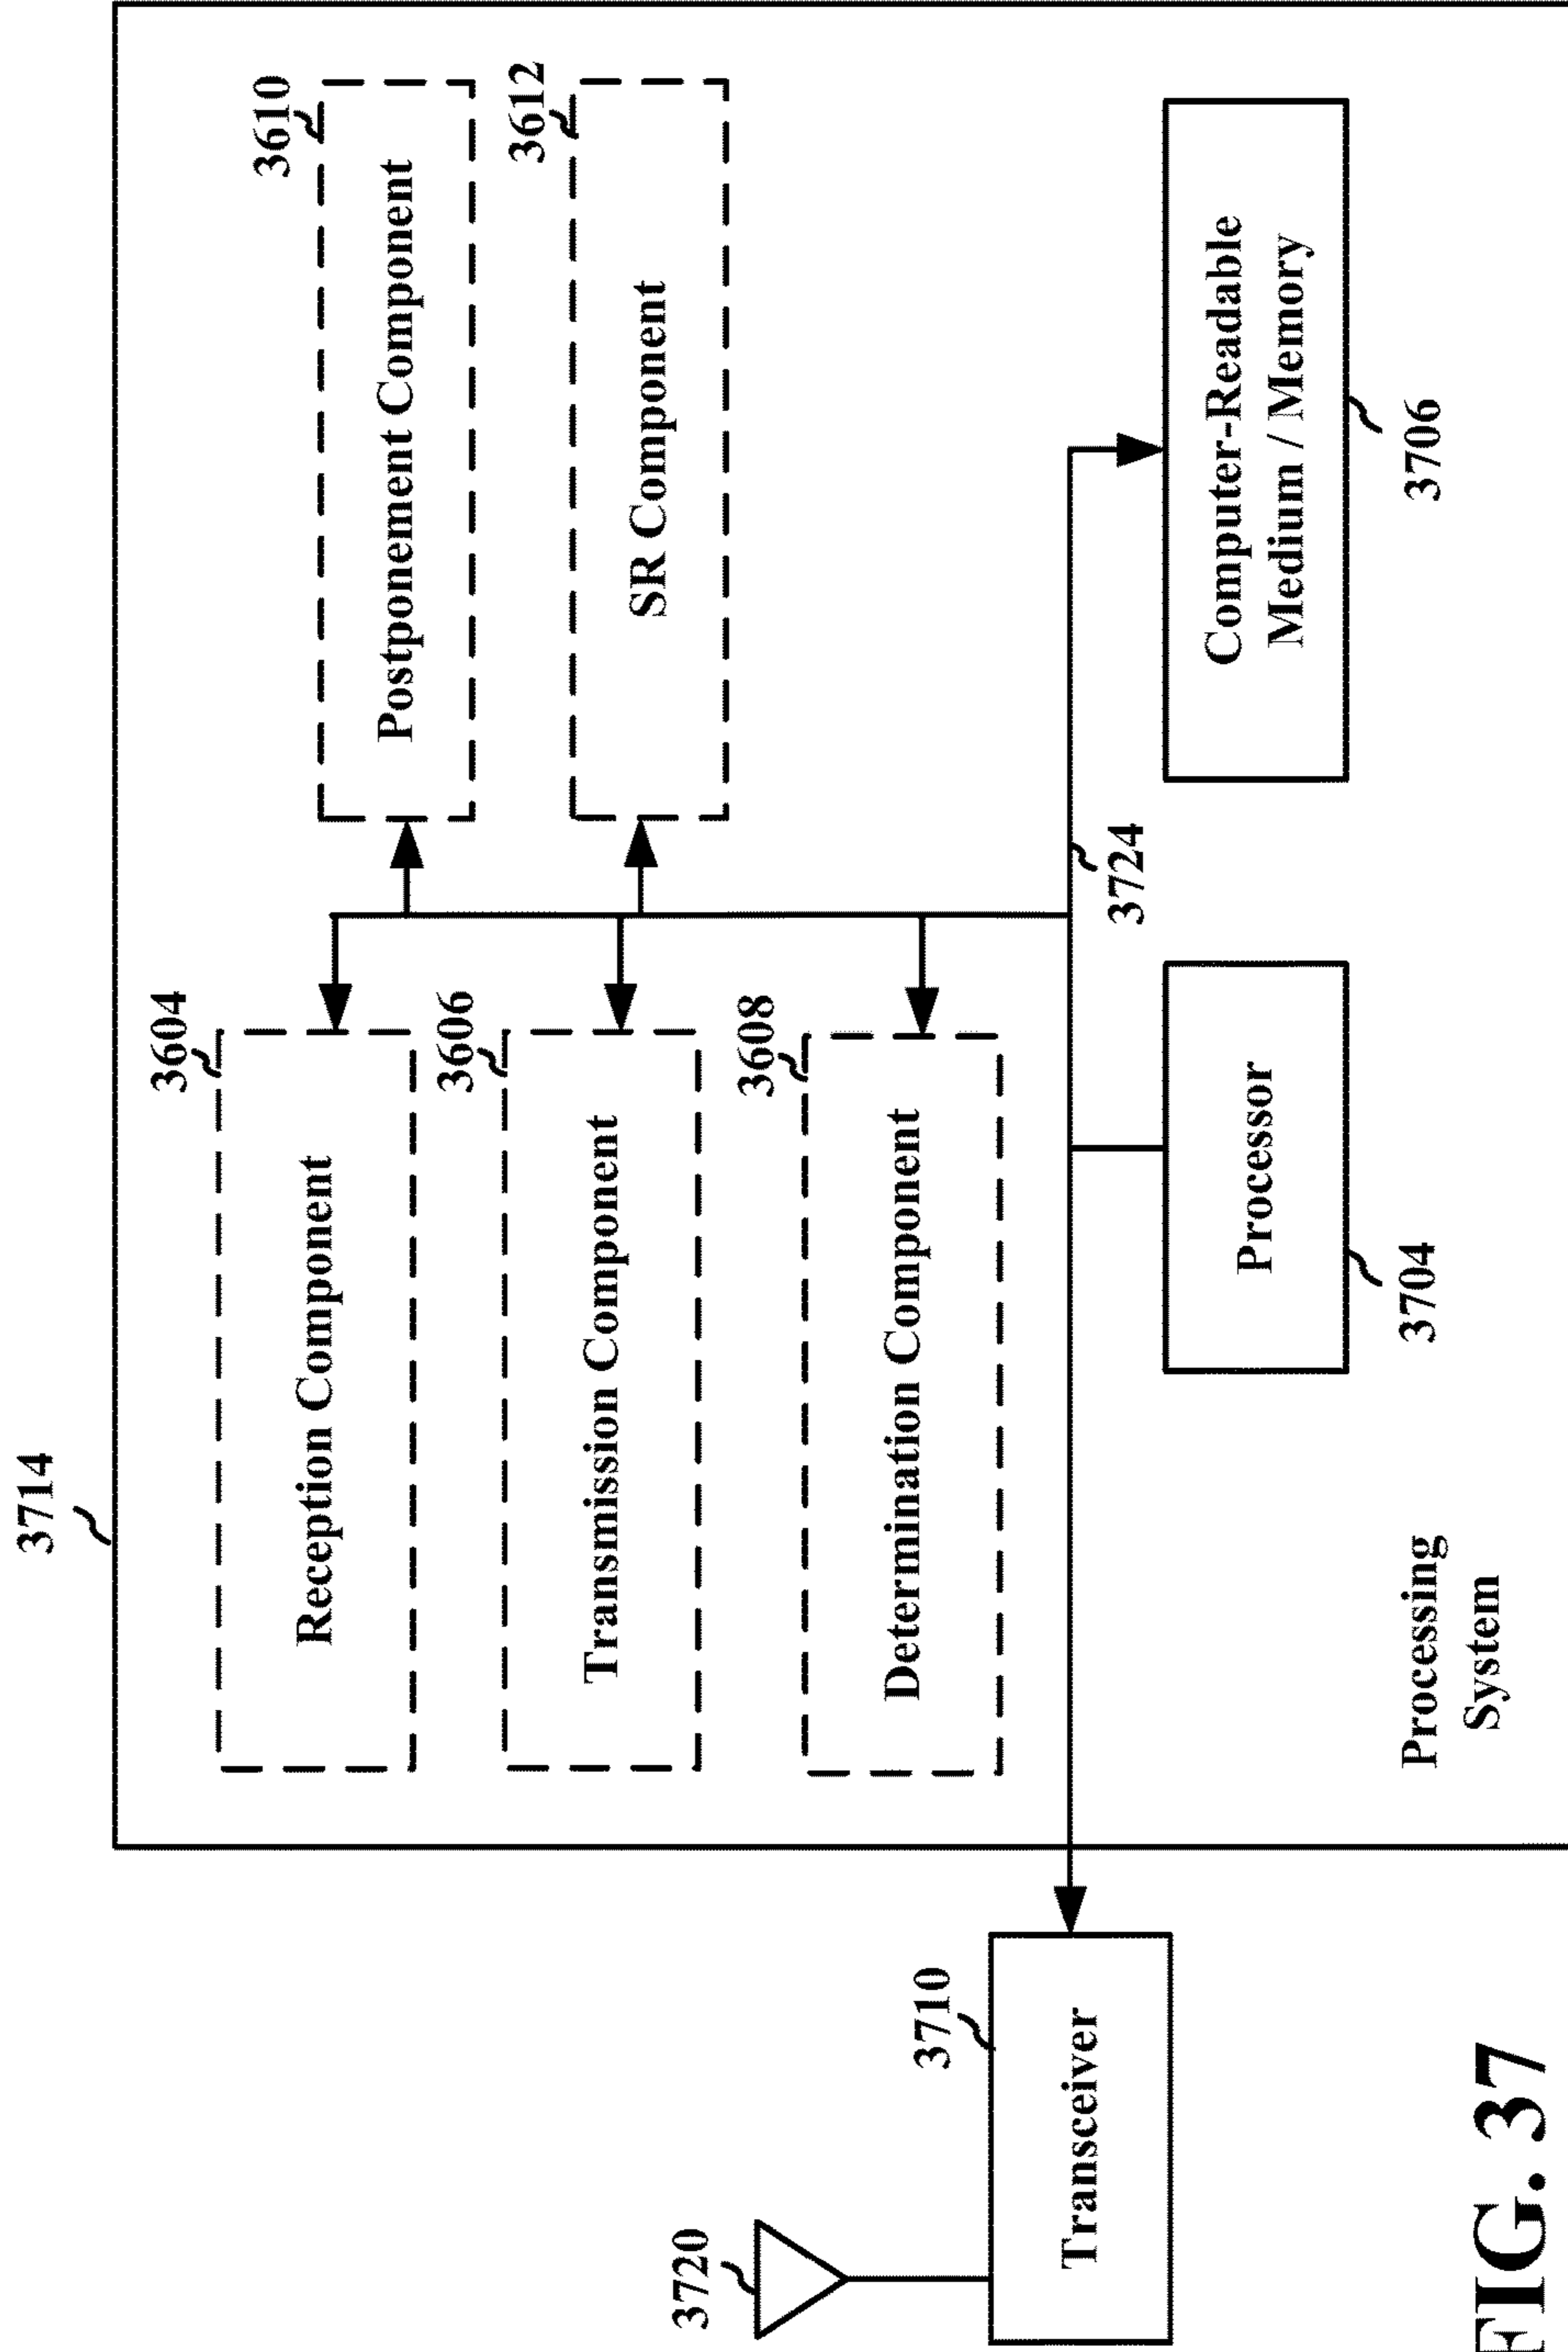 3714
3604
Reception Component
3610
Postponement Component
3606
Transmission Component
3612
SR Component
3608
Determination Component
3720
3710
Transceiver
3724
Processor
3704
Computer-Readable
Medium / Memory
3706
Processing
System
FIG. 37